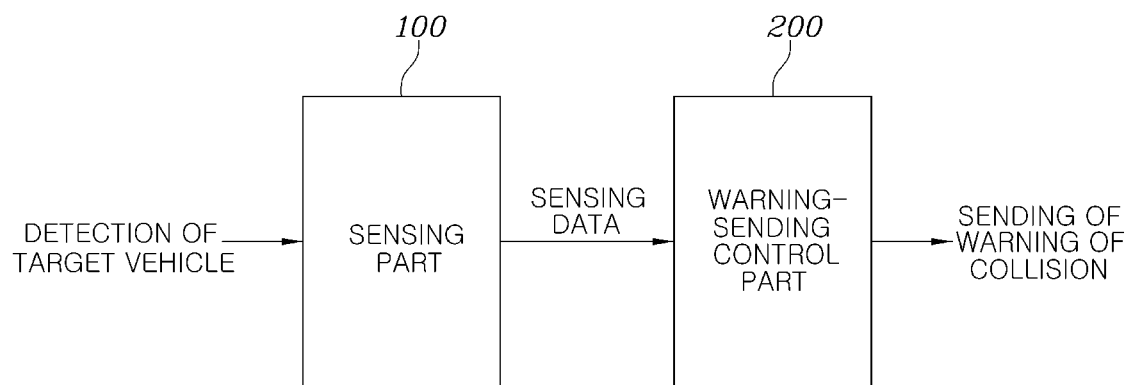 100
200
DETECTION OF
TARGET VEHICLE
SENSING
PART
SENSING
DATA
WARNING-
SENDING
CONTROL
PART
SENDING OF
WARNING OF
COLLISION